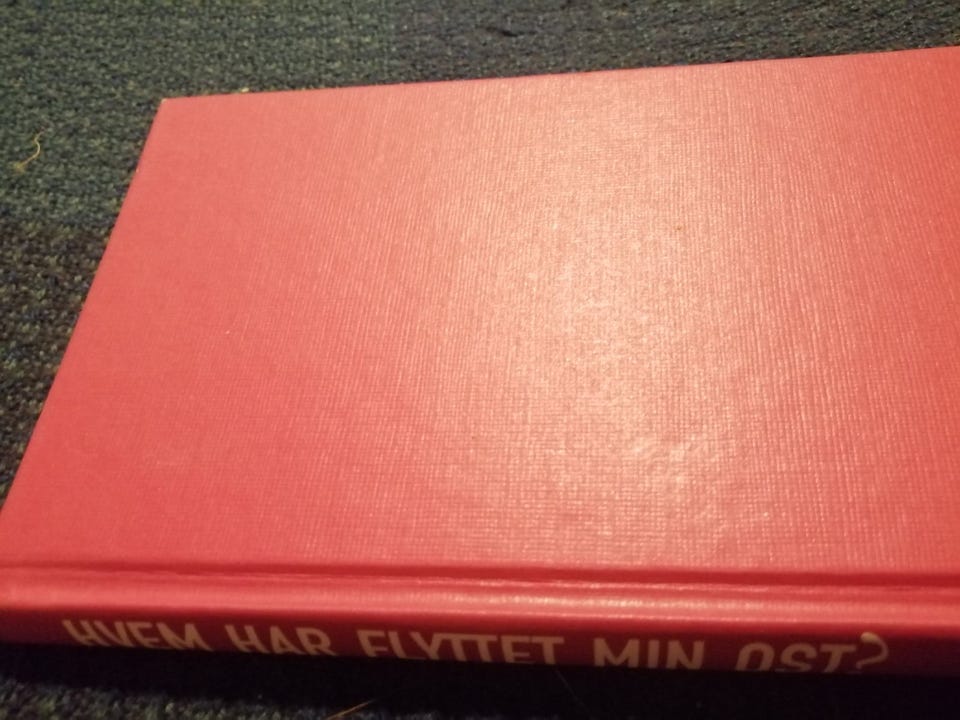 HVEM HAR FLYTTET MIN OST?